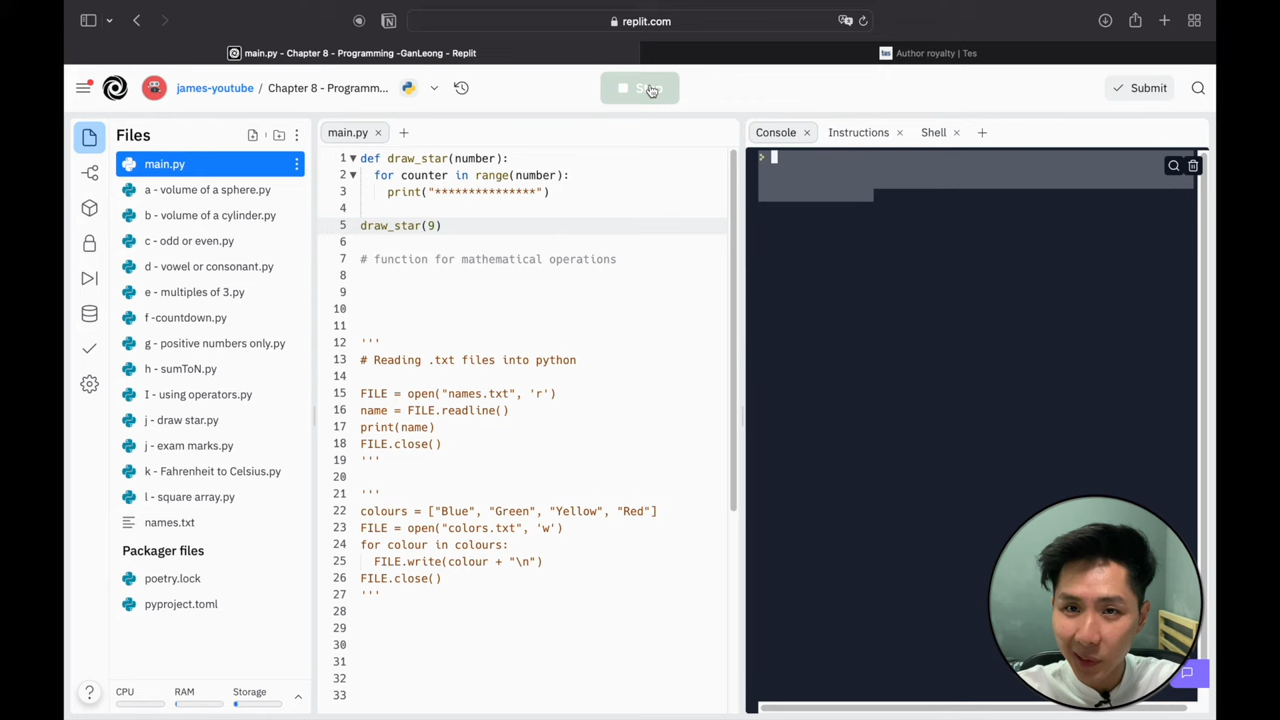 replit.com
main.py - Chapter 8 - Programming -GanLeong - Replit
tes
Author royalty | Tes
james-youtube / Chapter 8 - Programm...
Submit
Files
main.py
a - volume of a sphere.py
b - volume of a cylinder.py
c - odd or even.py
d - vowel or consonant.py
e - multiples of 3.py
f -countdown.py
g - positive numbers only.py
h - sumToN.py
I - using operators.py
j - draw star.py
j - exam marks.py
k - Fahrenheit to Celsius.py
l - square array.py
names.txt
Packager files
poetry.lock
pyproject.toml
?
CPU
RAM
Storage
main.py
1 def draw_star(number):
2 for counter in range(number):
3 print("***************")
4
5 draw_star(9)
6
7 # function for mathematical operations
8
9
10
11
12 '''
13 # Reading .txt files into python
14
15 FILE = open("names.txt", 'r')
16 name = FILE.readline()
17 print(name)
18 FILE.close()
19 '''
20
21 '''
22 colours = ["Blue", "Green", "Yellow", "Red"]
23 FILE = open("colors.txt", 'w')
24 for colour in colours:
25 FILE.write(colour + "\n")
26 FILE.close()
27 '''
28
29
30
31
32
33
Console
Instructions
Shell